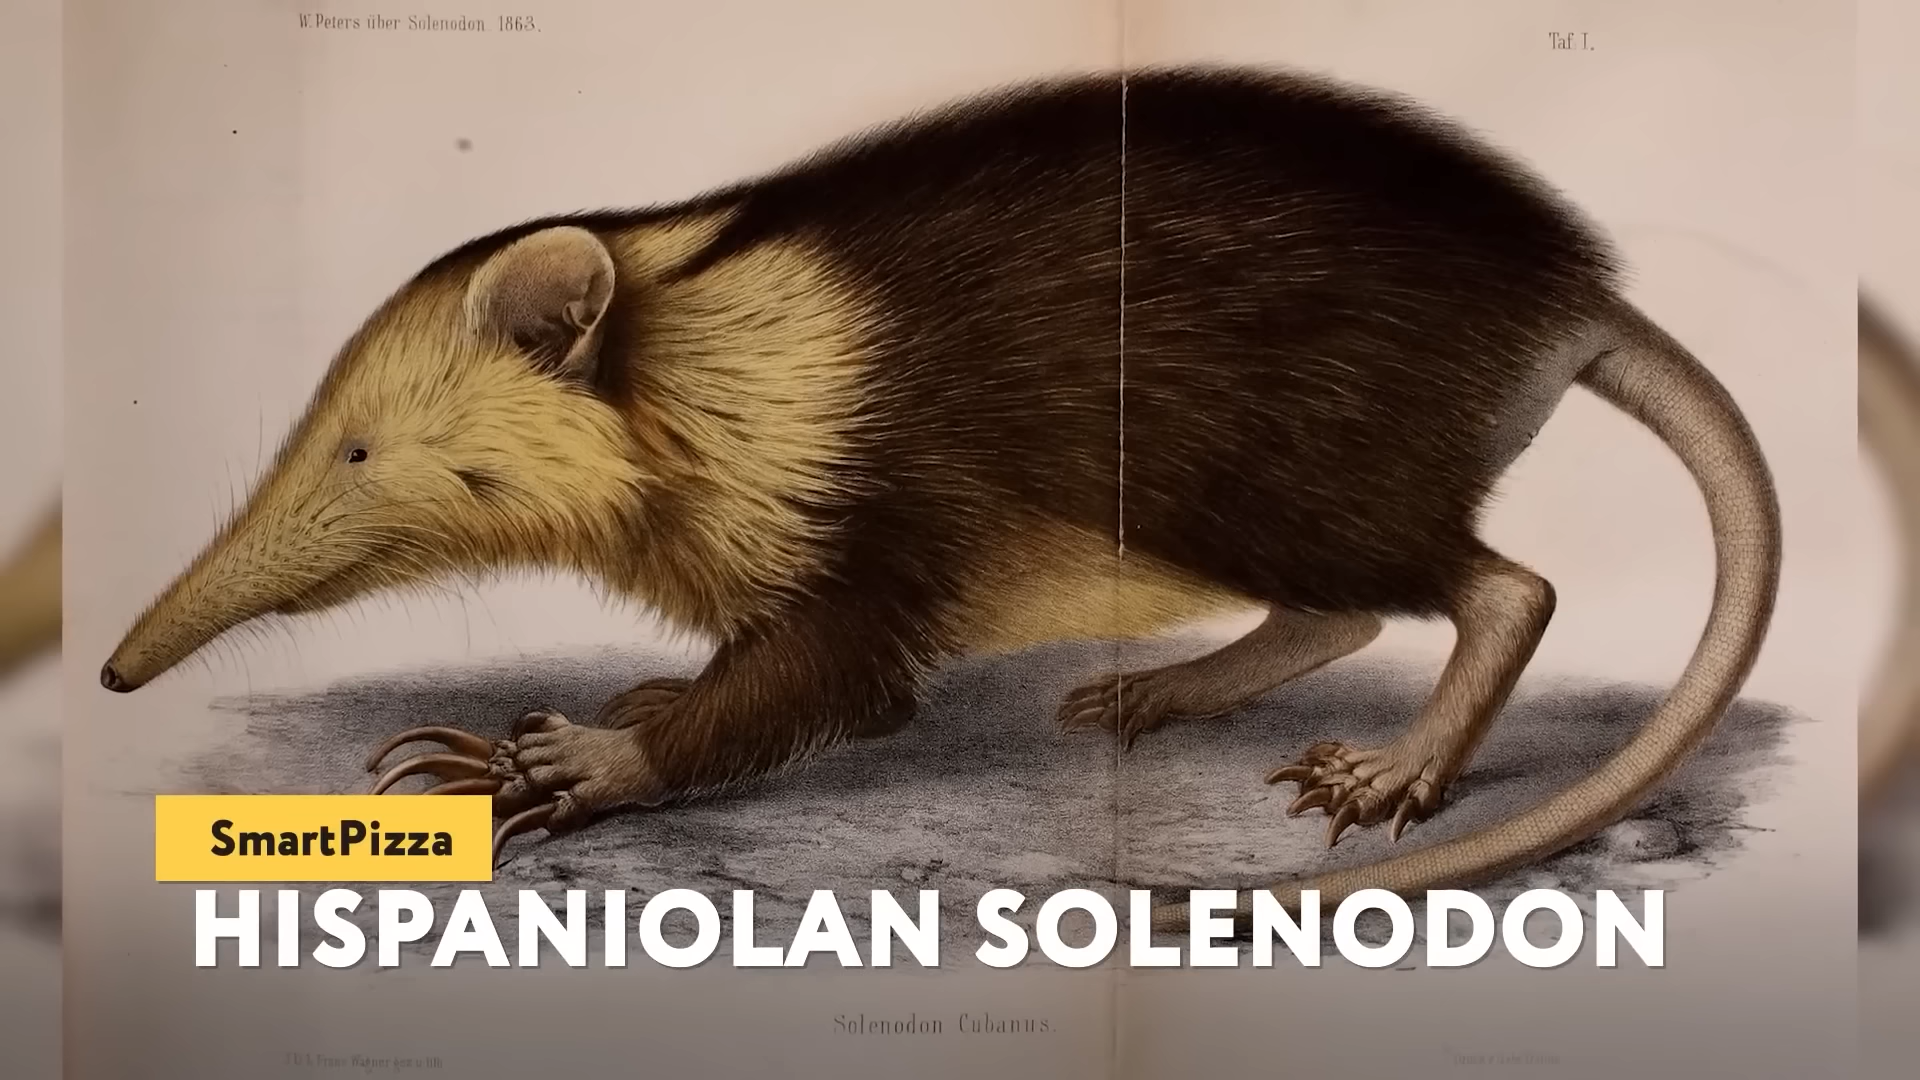 W. Peters über Solenodon. 1863.
Taf. I.
SmartPizza
HISPANIOLAN SOLENODON
Solenodon Cubanus.